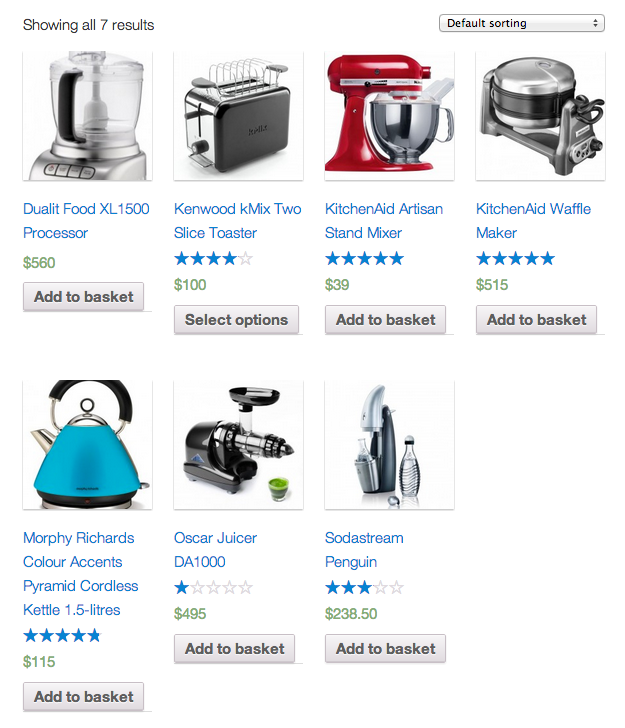 Showing all 7 results
Default sorting
Dualit Food XL1500
Processor
$560
Add to basket
Kenwood kMix Two
Slice Toaster
$100
Select options
KitchenAid Artisan
Stand Mixer
$39
Add to basket
KitchenAid Waffle
Maker
$515
Add to basket
Morphy Richards
Colour Accents
Pyramid Cordless
Kettle 1.5-litres
$115
Add to basket
Oscar Juicer
DA1000
$495
Add to basket
Sodastream
Penguin
$238.50
Add to basket